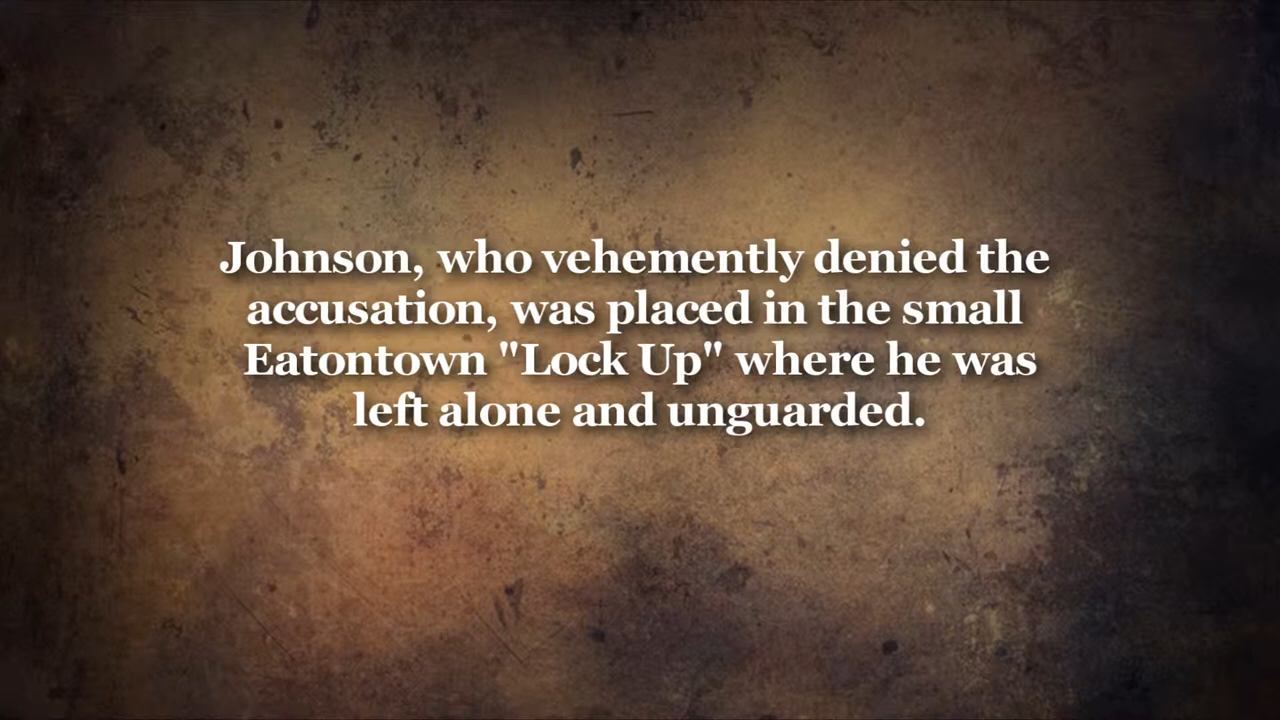 Johnson, who vehemently denied the
accusation, was placed in the small
Eatontown "Lock Up" where he was
left alone and unguarded.